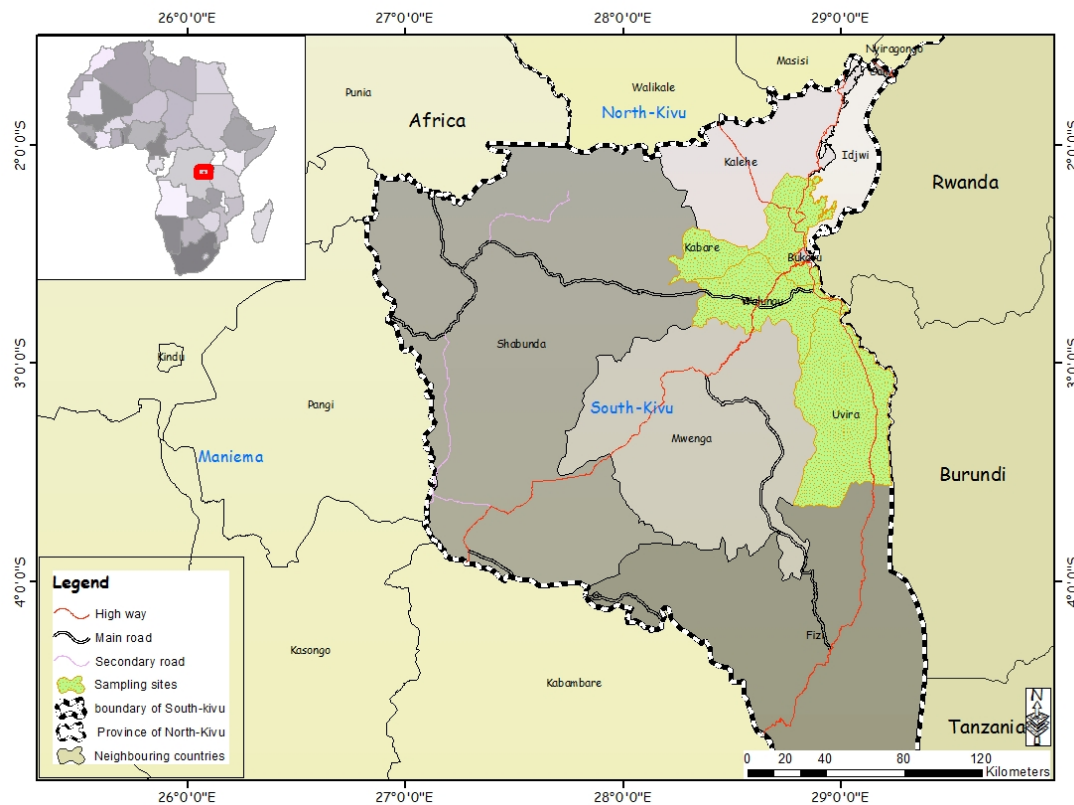 26°0'0"E 27°0'0"E 28°0'0"E 29°0'0"E
Nyiragongo
Masisi
Punia
Walikale
North-Kivu
Africa
2°0'0"S
2°0'0"S
Kalehe
Idjwi
Rwanda
Kabare
Bukavu
Walungu
Shabunda
Kindu
3°0'0"S
3°0'0"S
Pangi
South-Kivu
Uvira
Mwenga
Maniema
Burundi
Legend
High way
Main road
Secondary road
Sampling sites
boundary of South-kivu
Province of North-Kivu
Neighbouring countries
4°0'0"S
4°0'0"S
Fizi
Kasongo
Kabambare
N
Tanzania
0 10 20 40 80 120
Kilometers
26°0'0"E 27°0'0"E 28°0'0"E 29°0'0"E